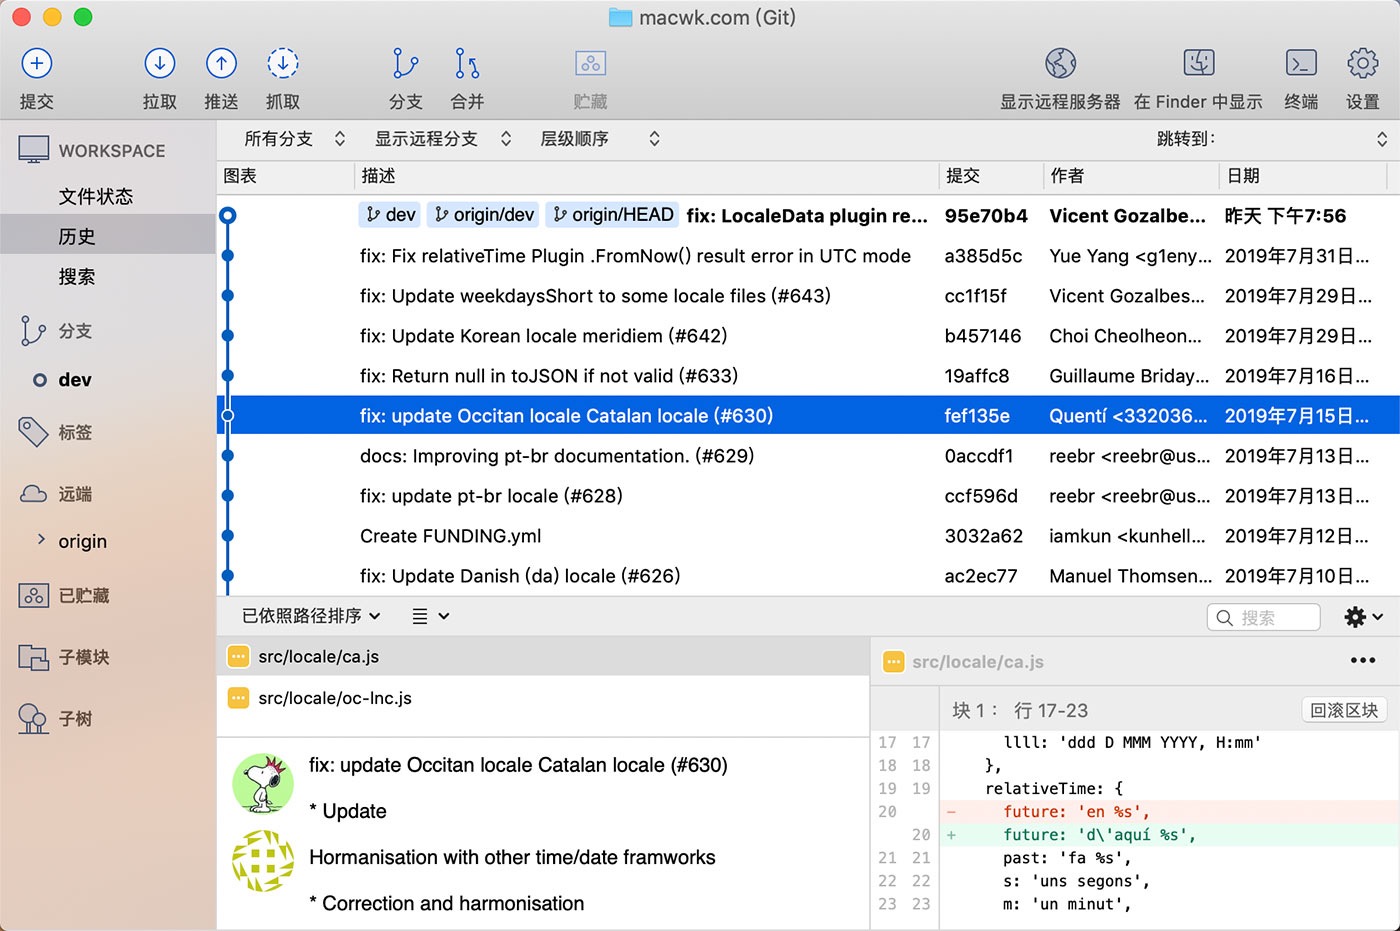 macwk.com (Git)
提交 拉取 推送 抓取 分支 合并 贮藏 显示远程服务器 在 Finder 中显示 终端 设置
WORKSPACE
文件状态
历史
搜索
分支
dev
标签
远端
origin
已贮藏
子模块
子树
所有分支 显示远程分支 层级顺序 跳转到:
图表 描述 提交 作者 日期
dev origin/dev origin/HEAD fix: LocaleData plugin re... 95e70b4 Vicent Gozalbe... 昨天 下午7:56
fix: Fix relativeTime Plugin .FromNow() result error in UTC mode a385d5c Yue Yang <g1eny... 2019年7月31日...
fix: Update weekdaysShort to some locale files (#643) cc1f15f Vicent Gozalbes... 2019年7月29日...
fix: Update Korean locale meridiem (#642) b457146 Choi Cheolheon... 2019年7月29日...
fix: Return null in toJSON if not valid (#633) 19affc8 Guillaume Briday... 2019年7月16日...
fix: update Occitan locale Catalan locale (#630) fef135e Quentí <332036... 2019年7月15日...
docs: Improving pt-br documentation. (#629) 0accdf1 reebr <reebr@us... 2019年7月13日...
fix: update pt-br locale (#628) ccf596d reebr <reebr@us... 2019年7月13日...
Create FUNDING.yml 3032a62 iamkun <kunhell... 2019年7月12日...
fix: Update Danish (da) locale (#626) ac2ec77 Manuel Thomsen... 2019年7月10日...
已依照路径排序 搜索
src/locale/ca.js
src/locale/oc-lnc.js
fix: update Occitan locale Catalan locale (#630)
* Update
Hormanisation with other time/date framworks
* Correction and harmonisation
src/locale/ca.js
块 1： 行 17-23 回滚区块
17 17 llll: 'ddd D MMM YYYY, H:mm'
18 18 },
19 19 relativeTime: {
20 - future: 'en %s',
20 + future: 'd\'aquí %s',
21 21 past: 'fa %s',
22 22 s: 'uns segons',
23 23 m: 'un minut',